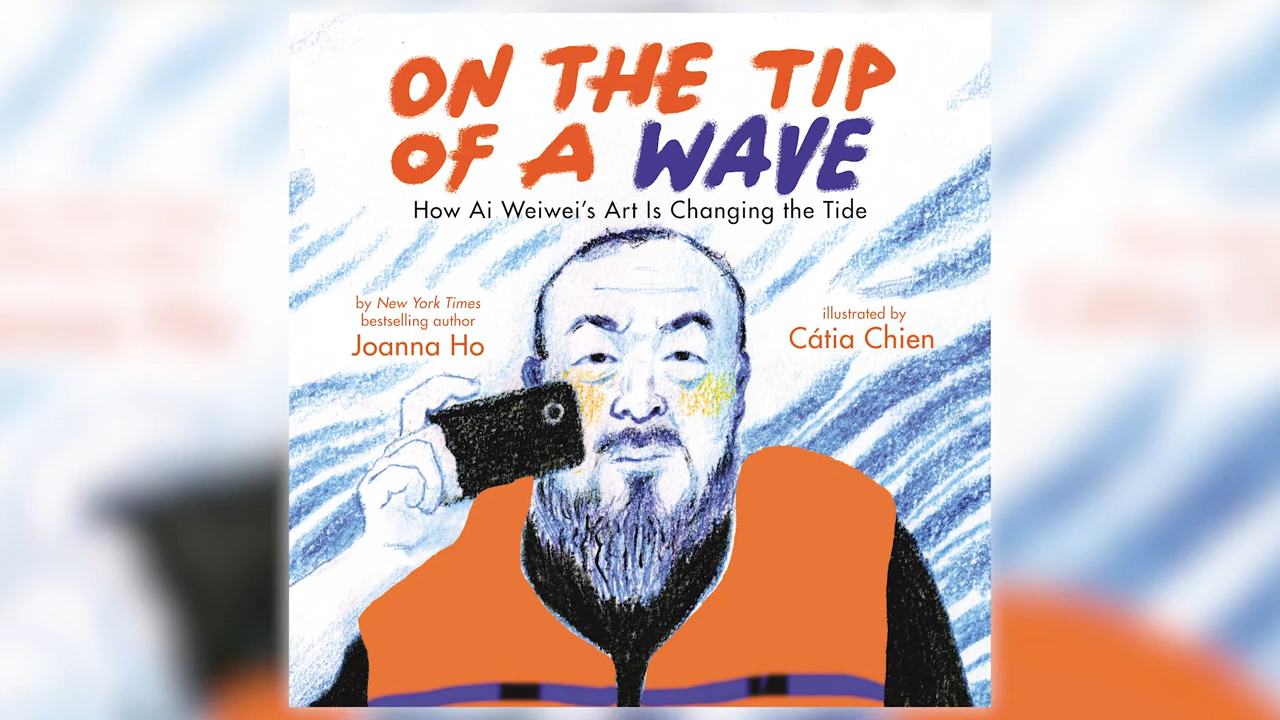 ON THE TIP
OF A WAVE
How Ai Weiwei's Art Is Changing the Tide
by New York Times
bestselling author
Joanna Ho
illustrated by
Cátia Chien